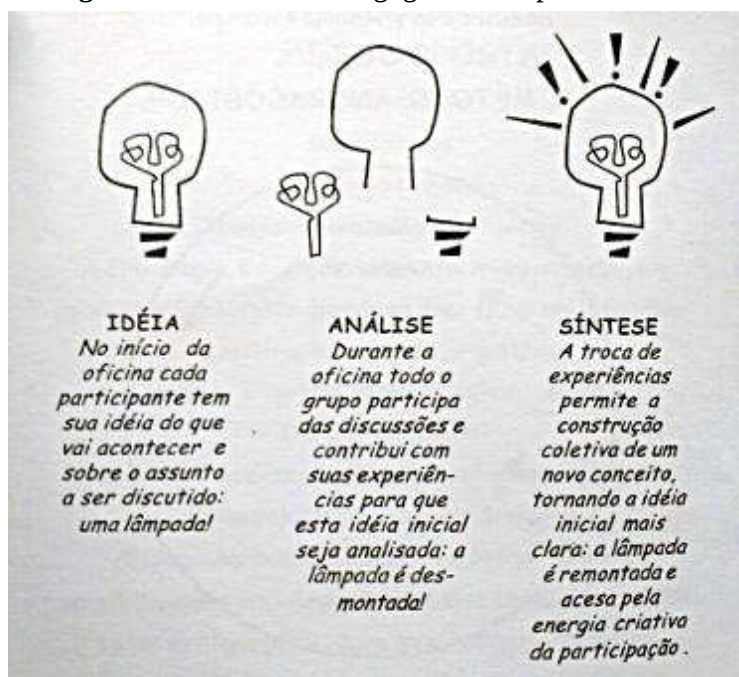 IDÉIA
No início da
oficina cada
participante tem
sua idéia do que
vai acontecer e
sobre o assunto
a ser discutido:
uma lâmpada!
ANÁLISE
Durante a
oficina todo o
grupo participa
das discussões e
contribui com
suas experiên-
cias para que
esta idéia inicial
seja analisada: a
lâmpada é des-
montada!
SÍNTESE
A troca de
experiências
permite a
construção
coletiva de um
novo conceito,
tornando a idéia
inicial mais
clara: a lâmpada
é remontada e
acesa pela
energia criativa
da participação.